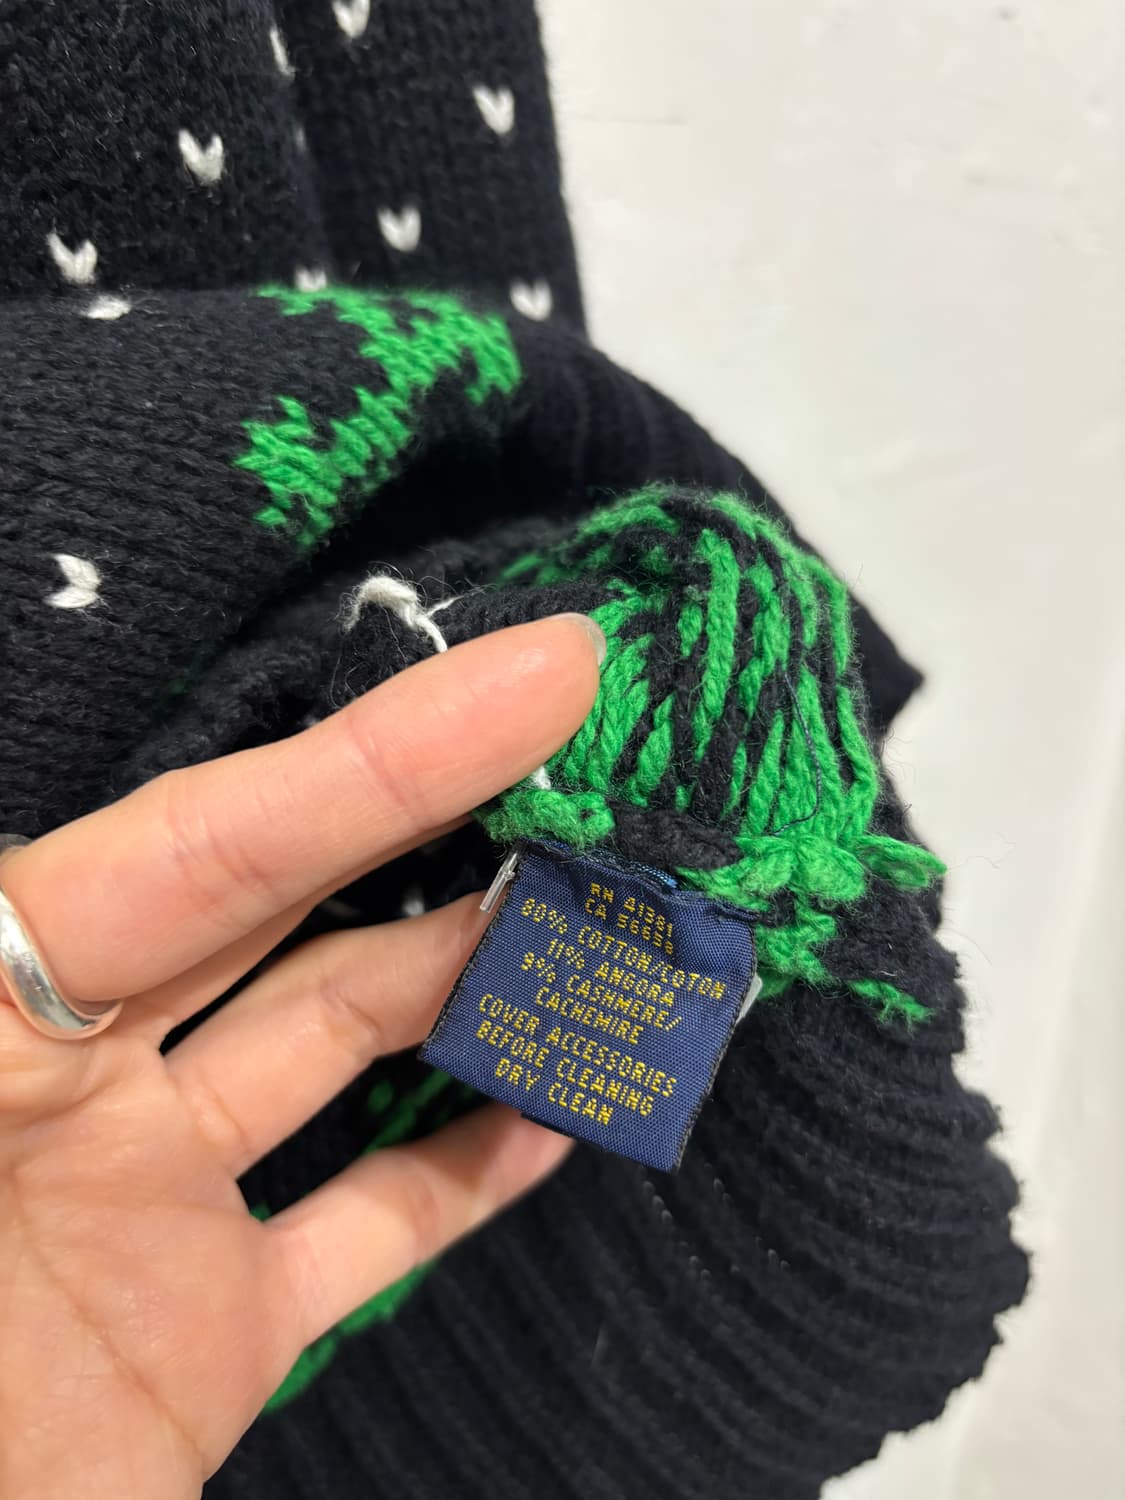 RN 41381
CA 56658
80% COTTON/COTON
11% ANGORA
9% CASHMERE/
CACHEMIRE
COVER ACCESSORIES
BEFORE CLEANING
DRY CLEAN